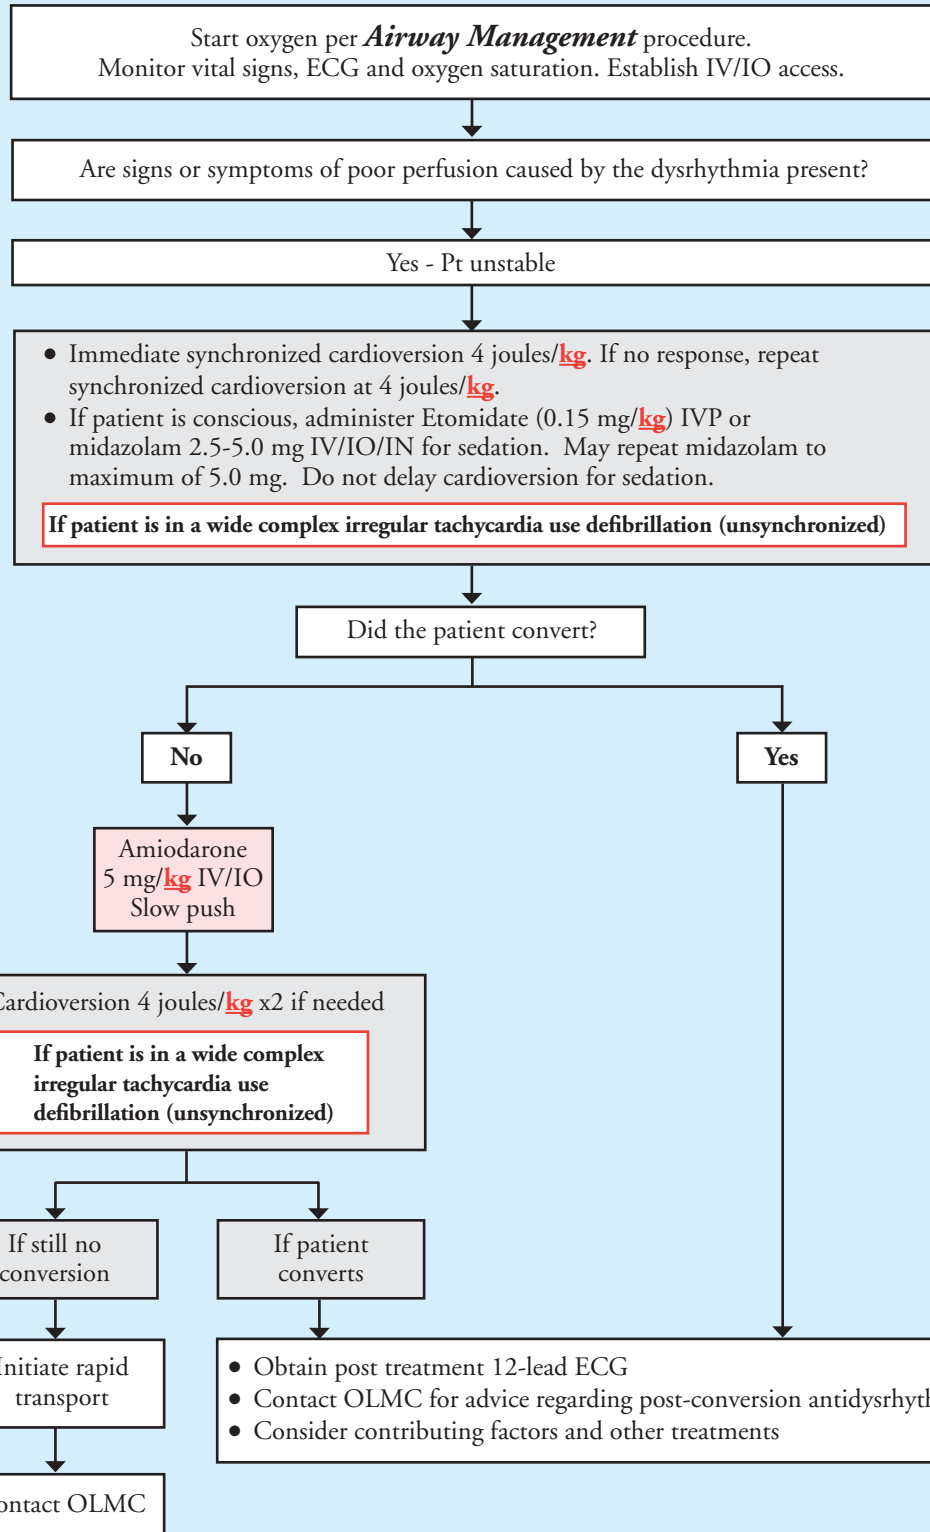 Start oxygen per Airway Management procedure.
Monitor vital signs, ECG and oxygen saturation. Establish IV/IO access.
Are signs or symptoms of poor perfusion caused by the dysrhythmia present?
Yes - Pt unstable
• Immediate synchronized cardioversion 4 joules/kg. If no response, repeat
synchronized cardioversion at 4 joules/kg.
• If patient is conscious, administer Etomidate (0.15 mg/kg) IVP or
midazolam 2.5-5.0 mg IV/IO/IN for sedation. May repeat midazolam to
maximum of 5.0 mg. Do not delay cardioversion for sedation.
If patient is in a wide complex irregular tachycardia use defibrillation (unsynchronized)
Did the patient convert?
No
Yes
Amiodarone
5 mg/kg IV/IO
Slow push
Cardioversion 4 joules/kg x2 if needed
If patient is in a wide complex
irregular tachycardia use
defibrillation (unsynchronized)
If still no
conversion
If patient
converts
Initiate rapid
transport
• Obtain post treatment 12-lead ECG
• Contact OLMC for advice regarding post-conversion antidysrhyth
• Consider contributing factors and other treatments
ontact OLMC